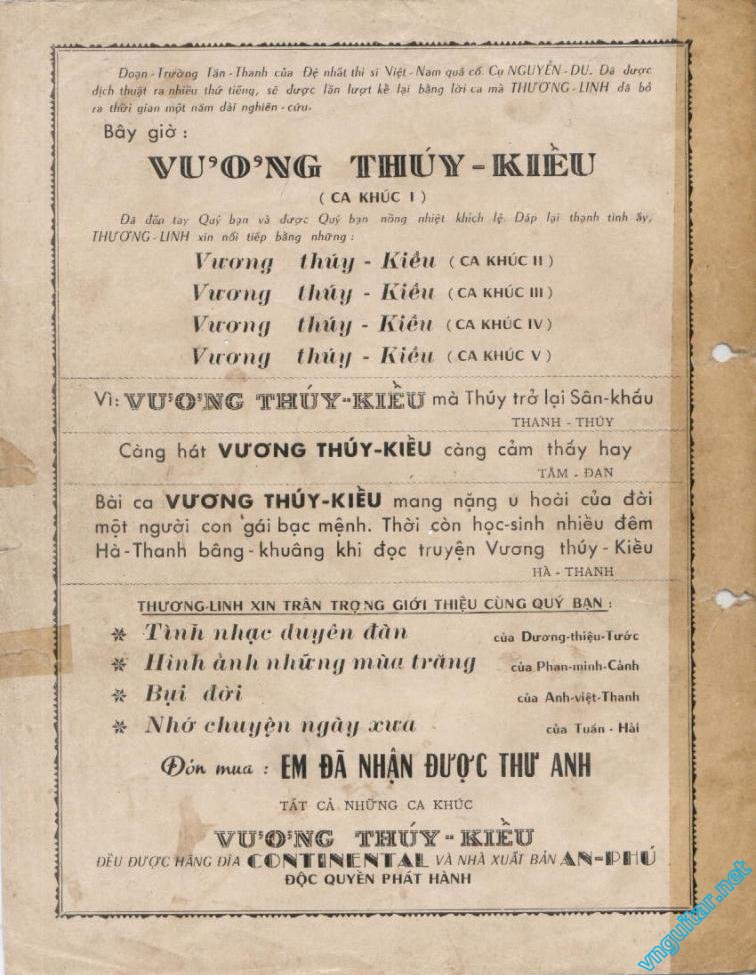 Đoạn-Trường Tân-Thanh của Đệ nhất thi sĩ Việt-Nam quá cố. Cụ NGUYỄN-DU. Đã được
dịch thuật ra nhiều thứ tiếng, sẽ được lần lượt kể lại bằng lời ca mà THƯƠNG-LINH đã bỏ
ra thời gian một năm dài nghiên-cứu.
Bây giờ :
VƯƠNG THÚY-KIỀU
( CA KHÚC I )
Đã đến tay Quý bạn và được Quý bạn nồng nhiệt khích lệ. Đáp lại thạnh tình ấy,
THƯƠNG-LINH xin nối tiếp bằng những :
Vương thúy-Kiều ( CA KHÚC II )
Vương thúy-Kiều ( CA KHÚC III )
Vương thúy-Kiều ( CA KHÚC IV )
Vương thúy-Kiều ( CA KHÚC V )
Vì: VƯƠNG THÚY-KIỀU mà Thúy trở lại Sân-khấu
THANH-THÚY
Càng hát VƯƠNG THÚY-KIỀU càng cảm thấy hay
TÂM-ĐAN
Bài ca VƯƠNG THÚY-KIỀU mang nặng u hoài của đời
một người con gái bạc mệnh. Thời còn học-sinh nhiều đêm
Hà-Thanh bâng-khuâng khi đọc truyện Vương thúy-Kiều
HÀ-THANH
THƯƠNG-LINH XIN TRÂN TRỌNG GIỚI THIỆU CÙNG QUÝ BẠN :
* Tình nhạc duyên đàn của Dương-thiệu-Tước
* Hình ảnh những mùa trăng của Phan-minh-Cảnh
* Bụi đời của Anh-việt-Thanh
* Nhớ chuyện ngày xưa của Tuấn-Hải
Đón mua : EM ĐÃ NHẬN ĐƯỢC THƯ ANH
TẤT CẢ NHỮNG CA KHÚC
VƯƠNG THÚY-KIỀU
ĐỀU ĐƯỢC HÃNG DĨA CONTINENTAL VÀ NHÀ XUẤT BẢN AN-PHÚ
ĐỘC QUYỀN PHÁT HÀNH
vnguitar.net